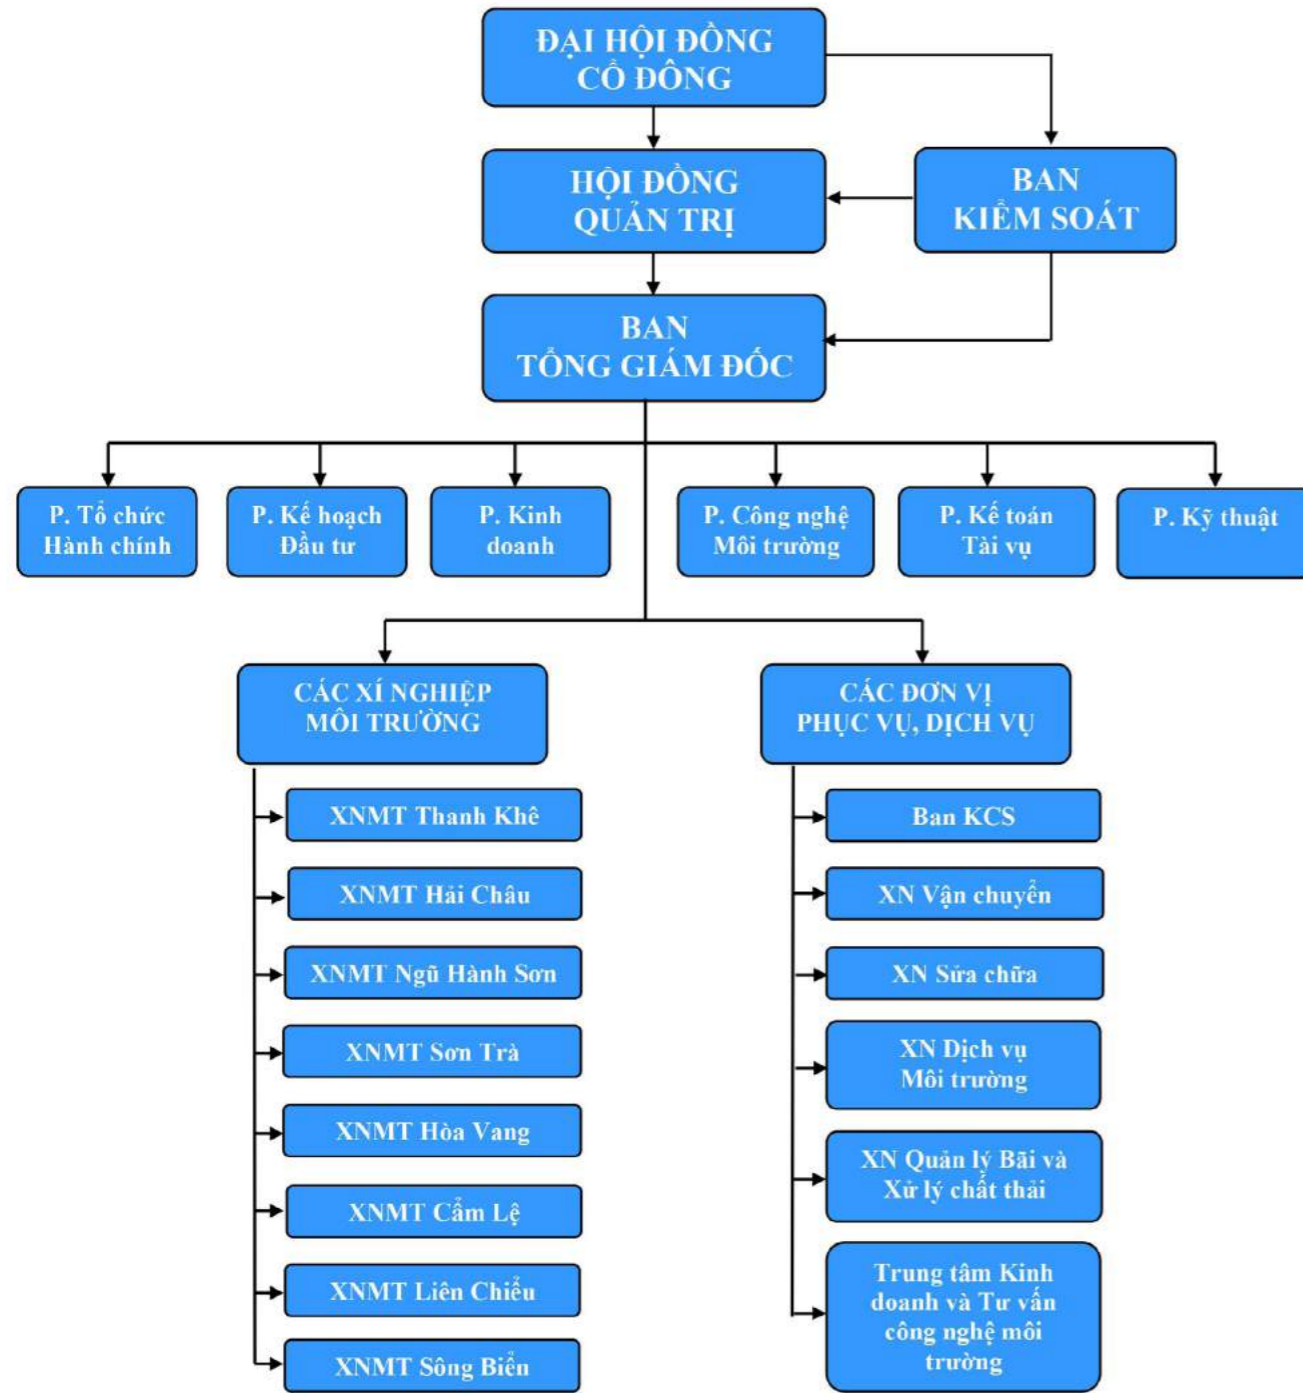 ĐẠI HỘI ĐỒNG
CỔ ĐÔNG
HỘI ĐỒNG
QUẢN TRỊ
BAN
KIỂM SOÁT
BAN
TỔNG GIÁM ĐỐC
P. Tổ chức
Hành chính
P. Kế hoạch
Đầu tư
P. Kinh
doanh
P. Công nghệ
Môi trường
P. Kế toán
Tài vụ
P. Kỹ thuật
CÁC XÍ NGHIỆP
MÔI TRƯỜNG
XNMT Thanh Khê
XNMT Hải Châu
XNMT Ngũ Hành Sơn
XNMT Sơn Trà
XNMT Hòa Vang
XNMT Cẩm Lệ
XNMT Liên Chiểu
XNMT Sông Biển
CÁC ĐƠN VỊ
PHỤC VỤ, DỊCH VỤ
Ban KCS
XN Vận chuyển
XN Sửa chữa
XN Dịch vụ
Môi trường
XN Quản lý Bãi và
Xử lý chất thải
Trung tâm Kinh
doanh và Tư vấn
công nghệ môi
trường